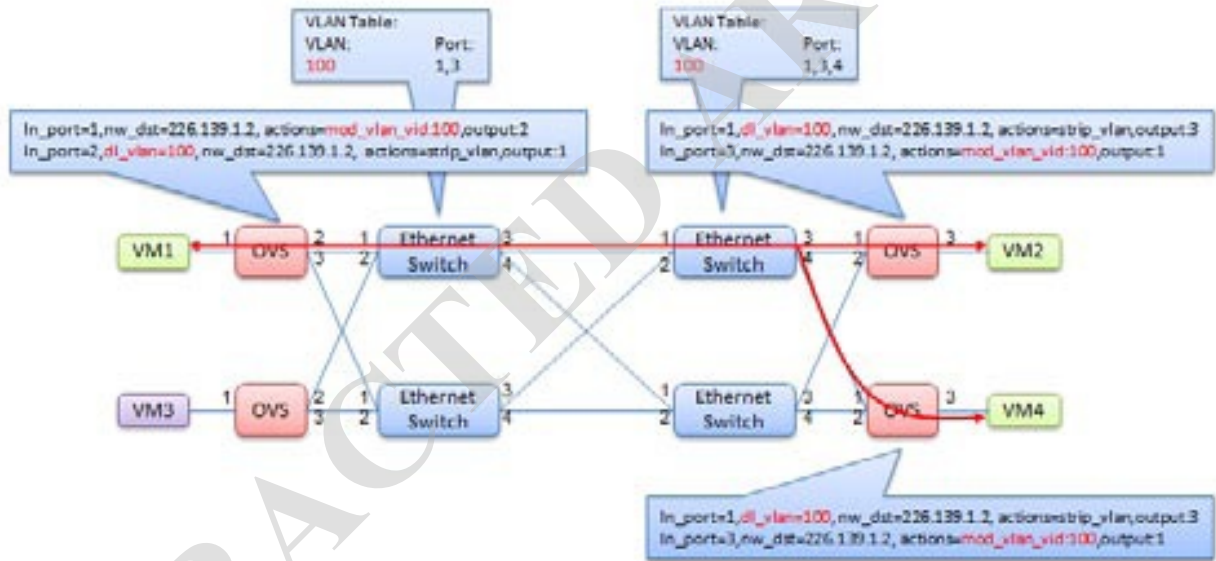 VLAN Table:
VLAN: Port:
100 1,3
VLAN Table:
VLAN: Port:
100 1,3,4
In_port=1,nw_dst=226.139.1.2, actions=mod_vlan_vid:100,output:2
In_port=2,dl_vlan=100, nw_dst=226.139.1.2, actions=strip_vlan,output:1
In_port=1,dl_vlan=100, nw_dst=226.139.1.2, actions=strip_vlan,output:3
In_port=3,nw_dst=226.139.1.2, actions=mod_vlan_vid:100,output:1
VM1 1 OVS 2 3 1 2 Ethernet Switch 3 4 1 2 Ethernet Switch 3 4 1 2 OVS 3 VM2
VM3 1 OVS 2 3 1 2 Ethernet Switch 3 4 1 2 Ethernet Switch 3 4 1 2 OVS 3 VM4
In_port=1,dl_vlan=100, nw_dst=226.139.1.2, actions=strip_vlan,output:3
In_port=3,nw_dst=226.139.1.2, actions=mod_vlan_vid:100,output:1
RACTED AR